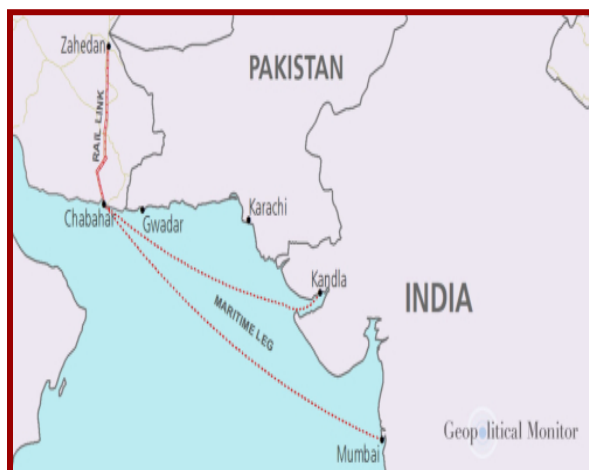 Zahedan
PAKISTAN
RAIL LINK
Chabahar
Gwadar
Karachi
Kandla
MARITIME LEG
INDIA
Geopolitical Monitor
Mumbai